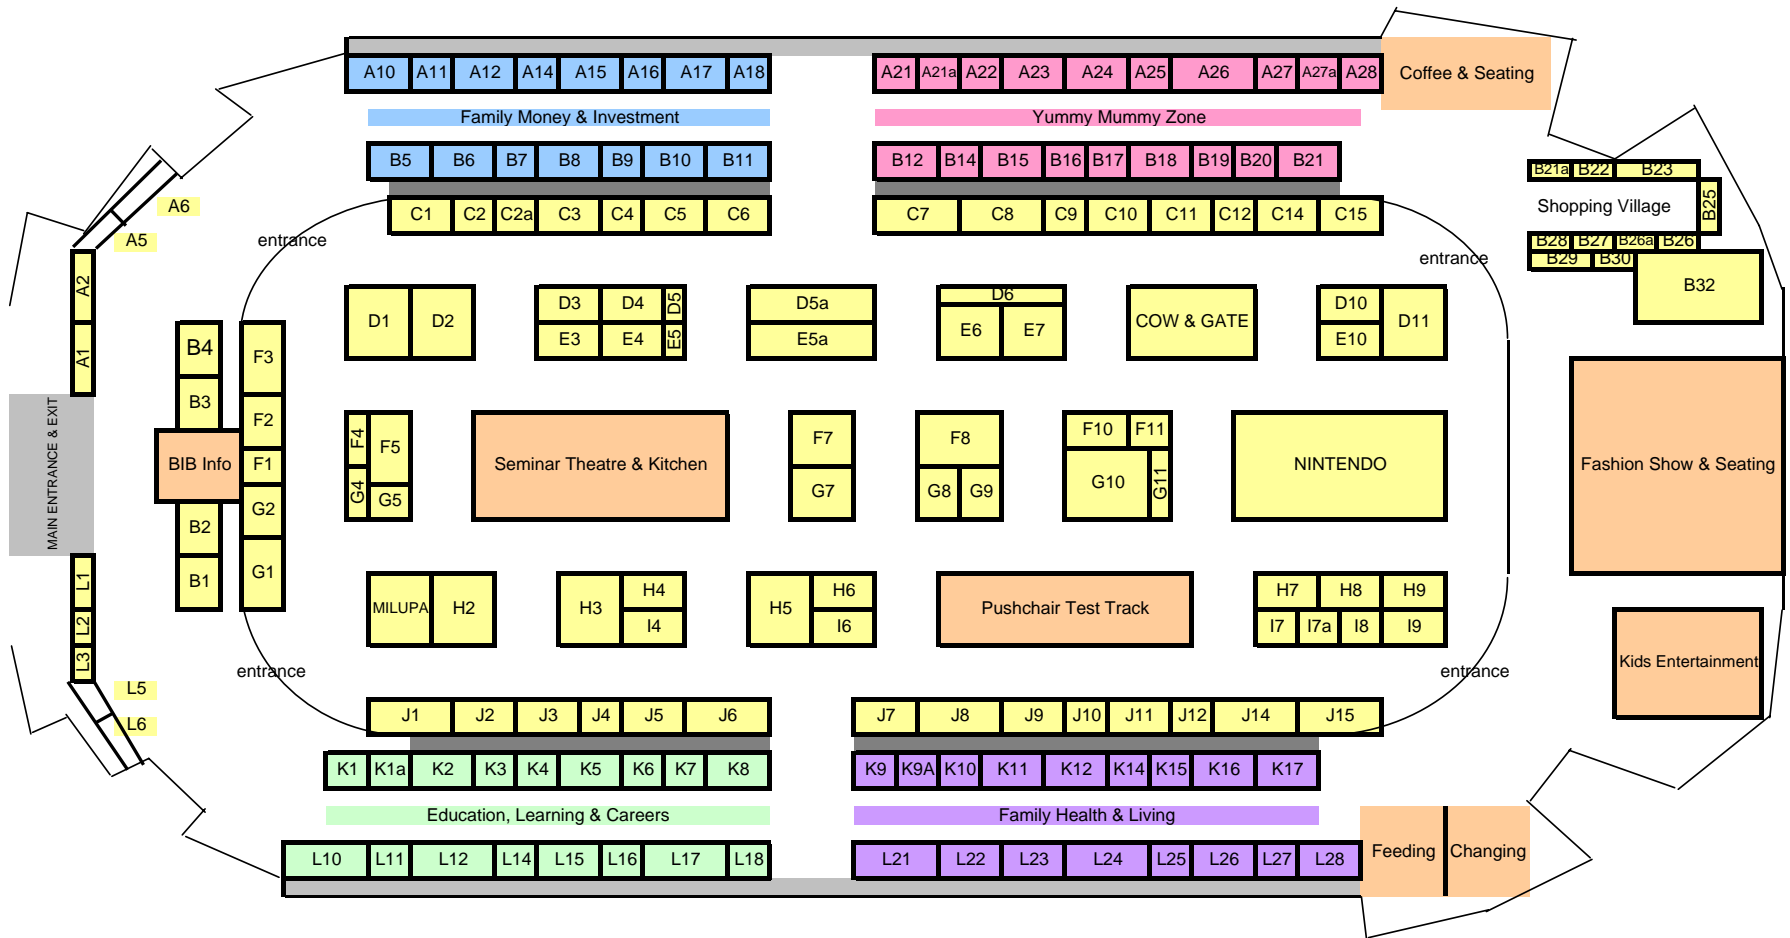 A10 A11 A12 A14 A15 A16 A17 A18 A21 A21a A22 A23 A24 A25 A26 A27 A27a A28 Coffee & Seating
Family Money & Investment Yummy Mummy Zone
B5 B6 B7 B8 B9 B10 B11 B12 B14 B15 B16 B17 B18 B19 B20 B21
B21a B22 B23
A6 C1 C2 C2a C3 C4 C5 C6 C7 C8 C9 C10 C11 C12 C14 C15 Shopping Village B25
A5 entrance entrance B28 B27 B26a B26
B29 B30
A2 D1 D2 D3 D4 D5 D5a D6 COW & GATE D10 D11 B32
A1 B4 F3 E3 E4 E5 E5a E6 E7 E10
B3 F2 F4 F5 F7 F8 F10 F11
MAIN ENTRANCE & EXIT BIB Info F1 Seminar Theatre & Kitchen NINTENDO Fashion Show & Seating
B2 G2 G4 G5 G7 G8 G9 G10 G11
L1 B1 G1 MILUPA H2 H3 H4 H5 H6 Pushchair Test Track H7 H8 H9
L2 I4 I6 I7 I7a I8 I9
L3 entrance entrance Kids Entertainment
L5
L6 J1 J2 J3 J4 J5 J6 J7 J8 J9 J10 J11 J12 J14 J15
K1 K1a K2 K3 K4 K5 K6 K7 K8 K9 K9A K10 K11 K12 K14 K15 K16 K17
Education, Learning & Careers Family Health & Living
L10 L11 L12 L14 L15 L16 L17 L18 L21 L22 L23 L24 L25 L26 L27 L28 Feeding Changing